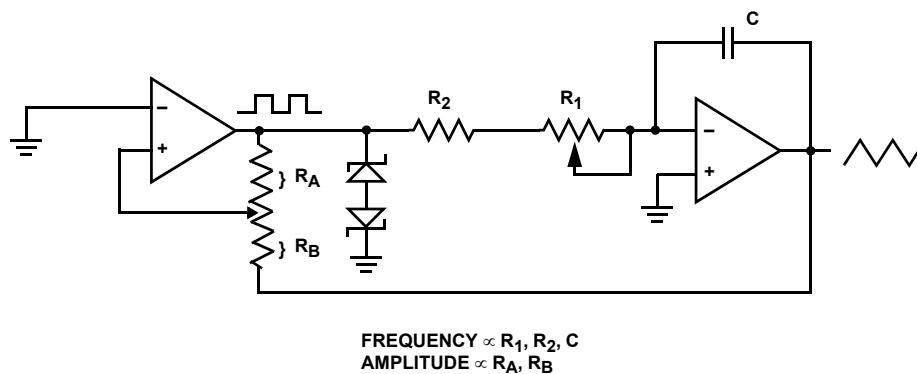 C
R2
R1
−
+
RA
RB
−
+
FREQUENCY ∝ R1, R2, C
AMPLITUDE ∝ RA, RB